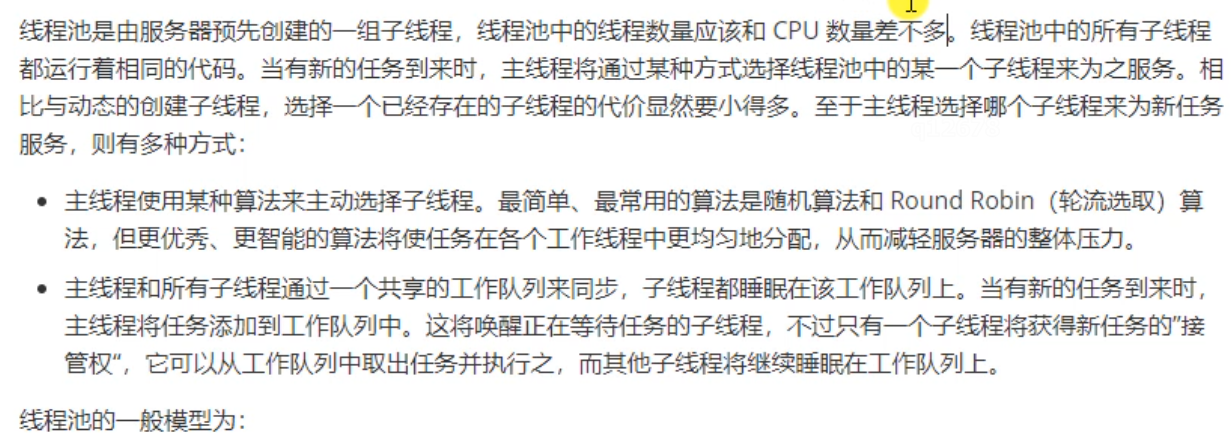 线程池是由服务器预先创建的一组子线程，线程池中的线程数量应该和 CPU 数量差不多。线程池中的所有子线程
都运行着相同的代码。当有新的任务到来时，主线程将通过某种方式选择线程池中的某一个子线程来为之服务。相
比与动态的创建子线程，选择一个已经存在的子线程的代价显然要小得多。至于主线程选择哪个子线程来为新任务
服务，则有多种方式：
• 主线程使用某种算法来主动选择子线程。最简单、最常用的算法是随机算法和 Round Robin（轮流选取）算
法，但更优秀、更智能的算法将使任务在各个工作线程中更均匀地分配，从而减轻服务器的整体压力。
• 主线程和所有子线程通过一个共享的工作队列来同步，子线程都睡眠在该工作队列上。当有新的任务到来时，
主线程将任务添加到工作队列中。这将唤醒正在等待任务的子线程，不过只有一个子线程将获得新任务的”接
管权“，它可以从工作队列中取出任务并执行之，而其他子线程将继续睡眠在工作队列上。
线程池的一般模型为：